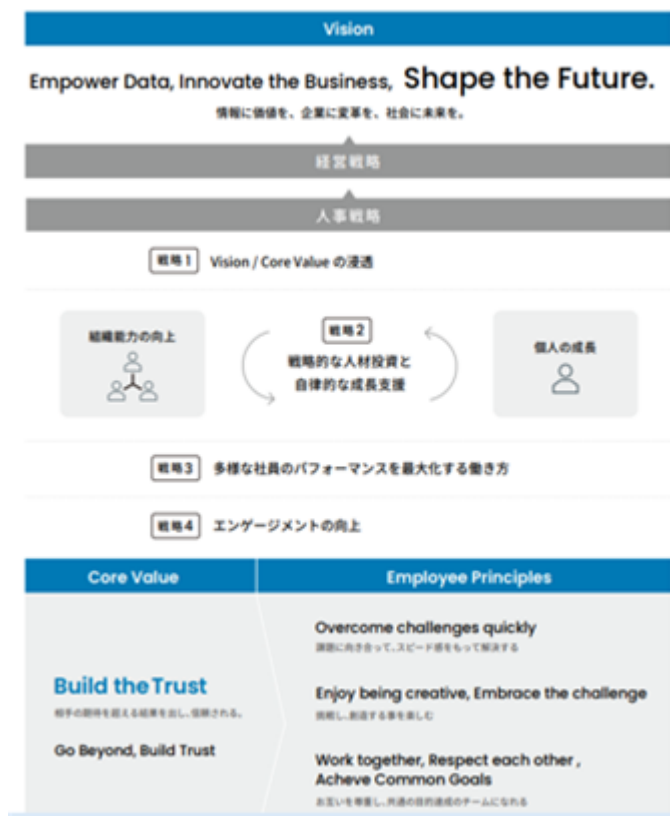 Vision
Empower Data, Innovate the Business, Shape the Future.
情報に価値を、企業に変革を、社会に未来を。
経営戦略
人事戦略
戦略1 Vision / Core Value の浸透
組織能力の向上
戦略2
戦略的な人材投資と
自律的な成長支援
個人の成長
戦略3 多様な社員のパフォーマンスを最大化する働き方
戦略4 エンゲージメントの向上
Core Value
Employee Principles
Build the Trust
相手の期待を超える結果を出し、信頼される。
Go Beyond, Build Trust
Overcome challenges quickly
課題に向き合って、スピード感をもって解決する
Enjoy being creative, Embrace the challenge
挑戦し、創造する事を楽しむ
Work together, Respect each other ,
Acheve Common Goals
お互いを尊重し、共通の目的達成のチームになれる